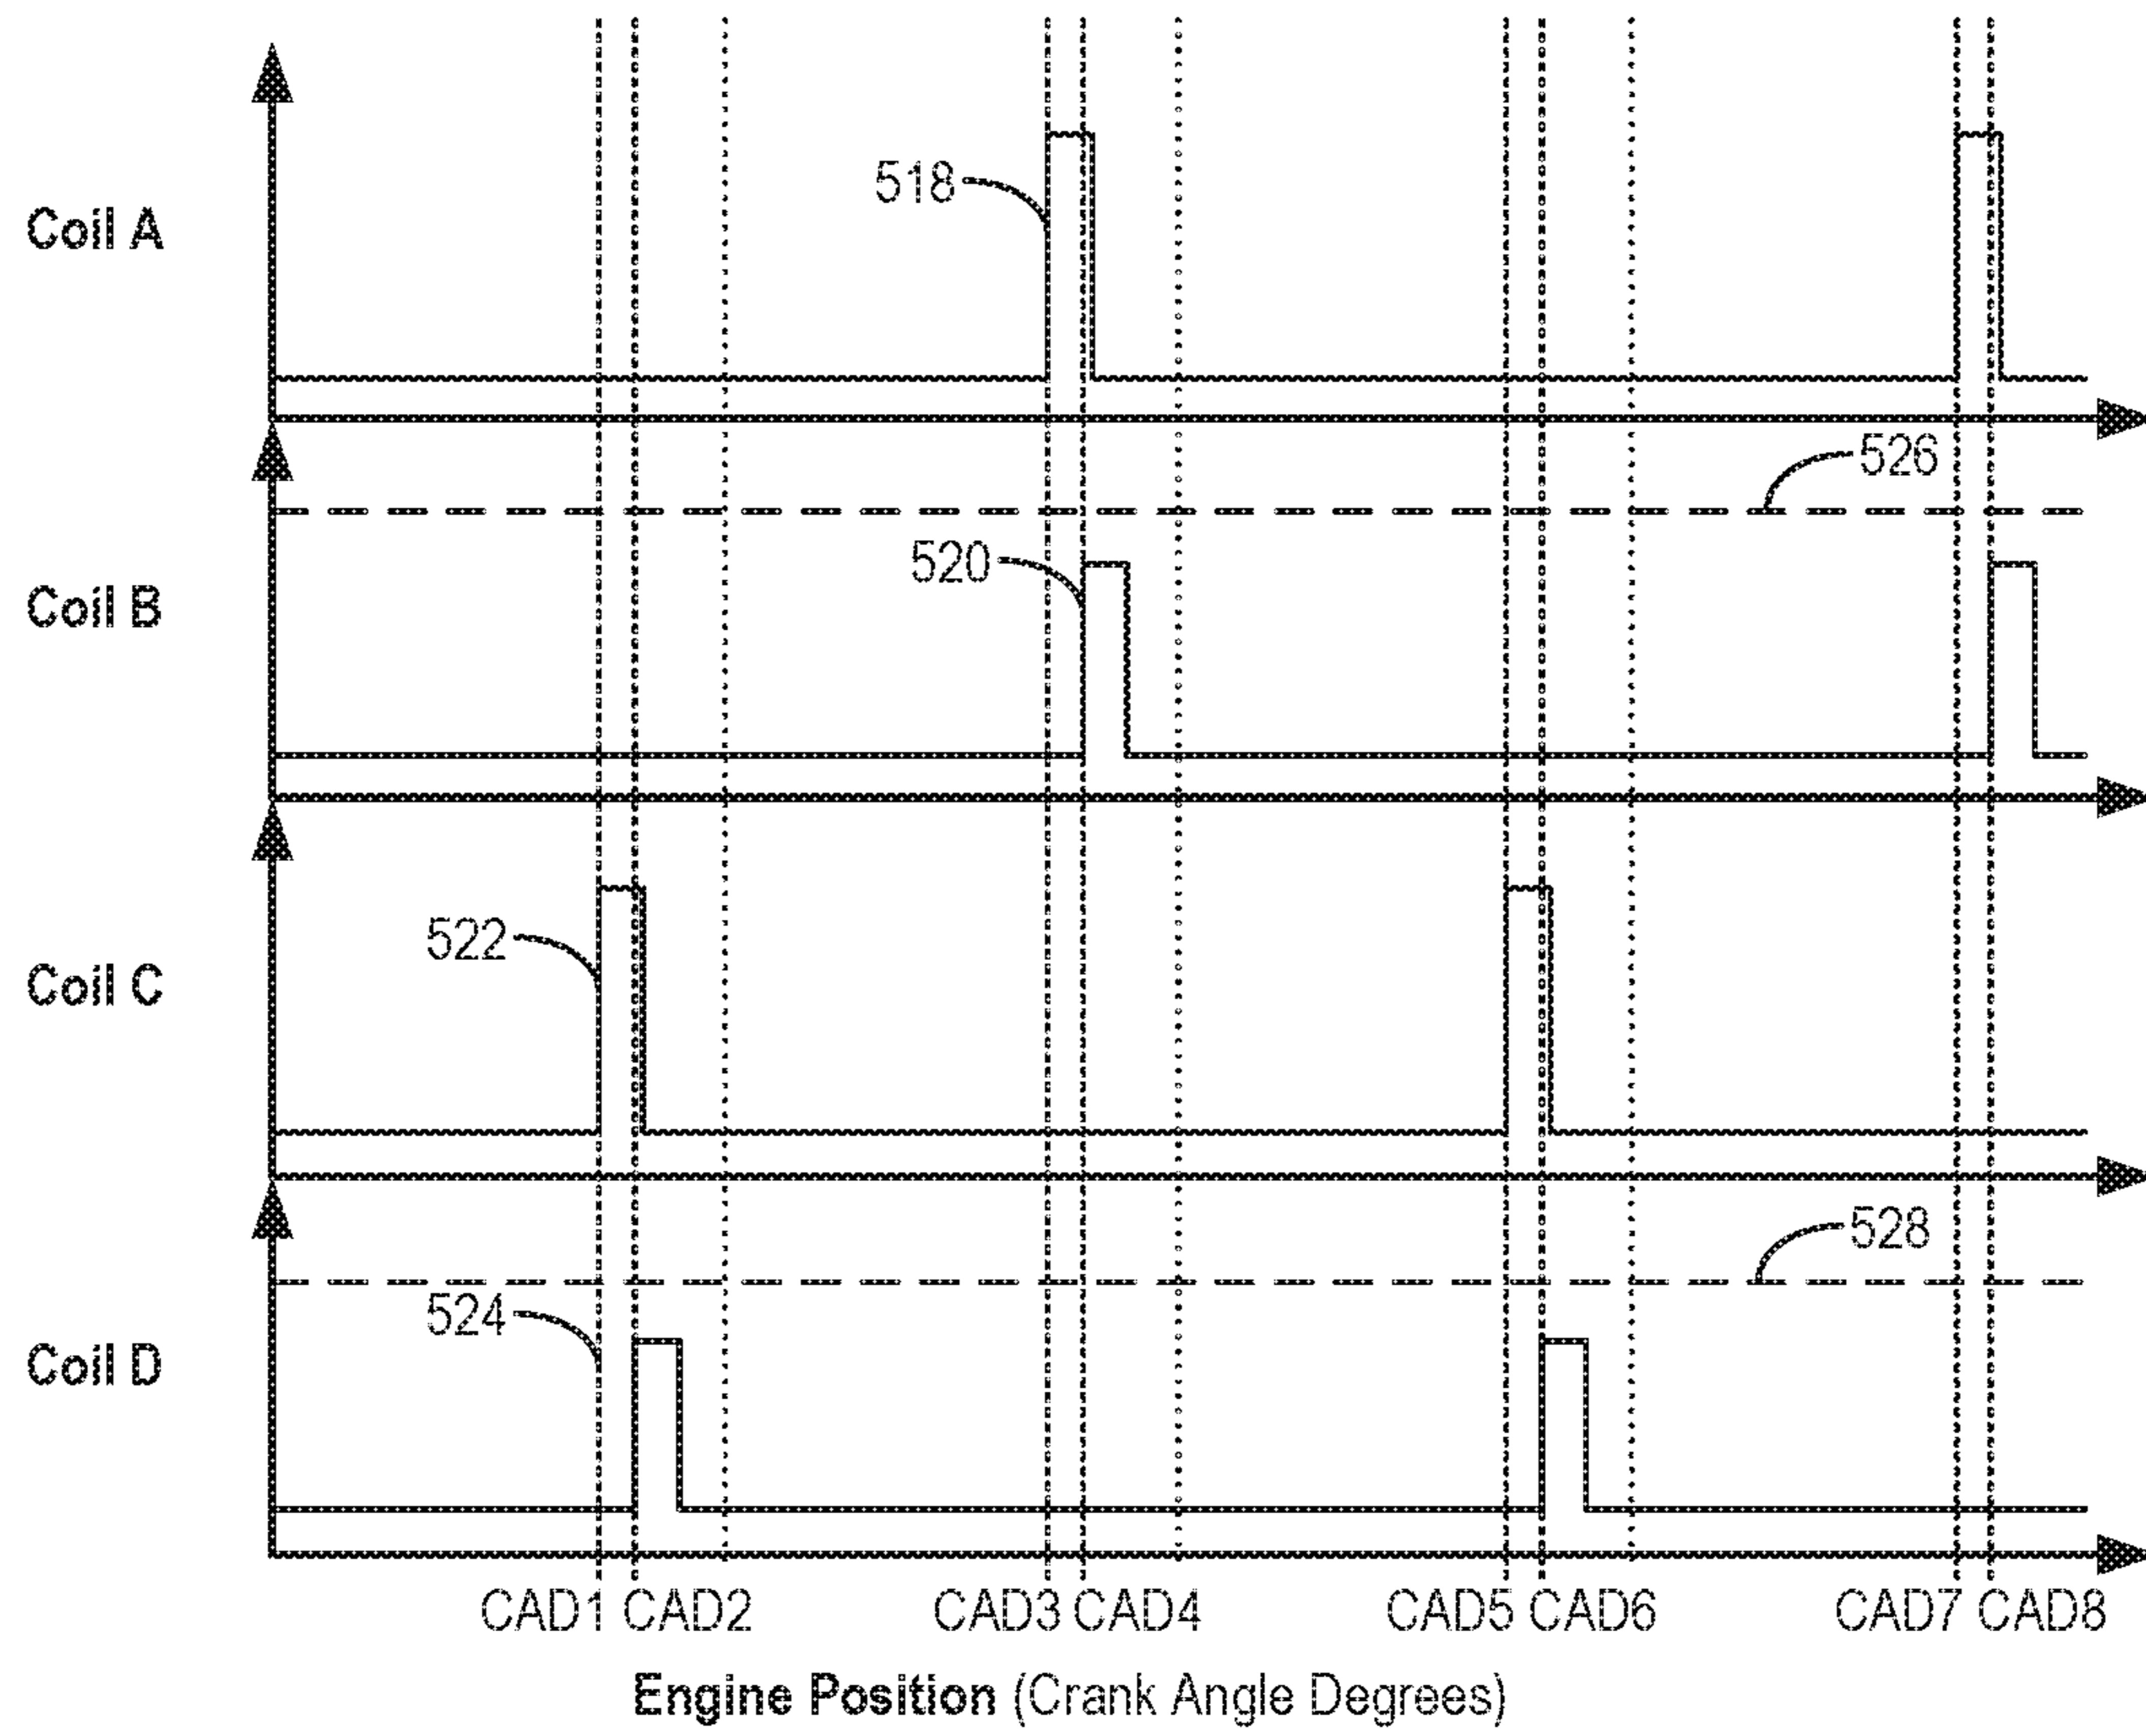 518
Coil A
526
520
Coil B
522
Coil C
528
524
Coil D
CAD1 CAD2 CAD3 CAD4 CAD5 CAD6 CAD7 CAD8
Engine Position (Crank Angle Degrees)